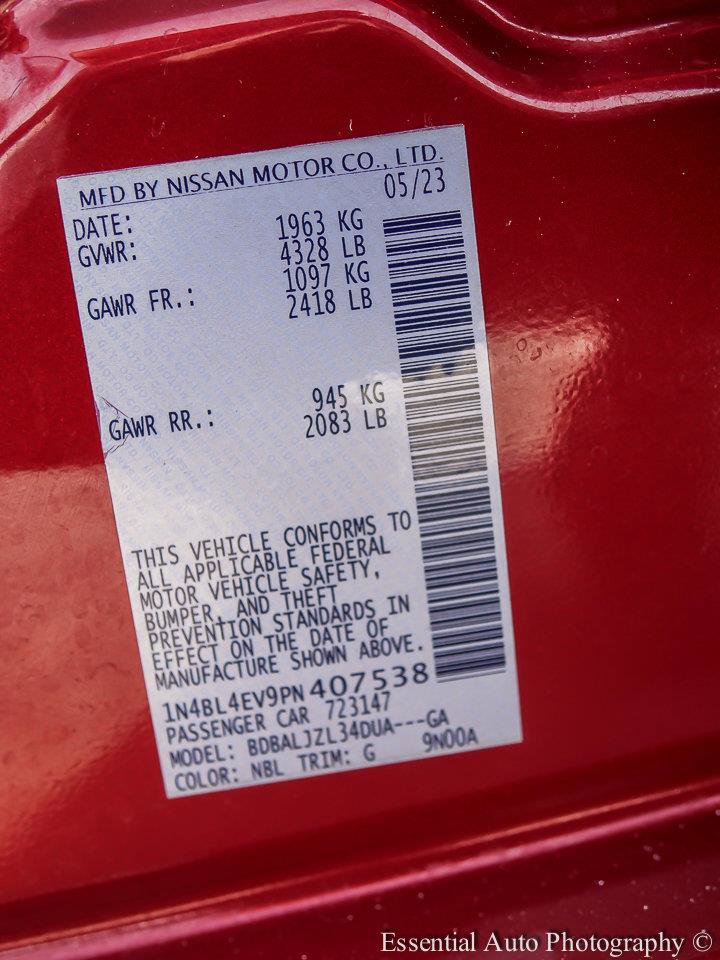 MFD BY NISSAN MOTOR CO., LTD.
DATE: 05/23
GVWR: 1963 KG
4328 LB
GAWR FR.: 1097 KG
2418 LB
GAWR RR.: 945 KG
2083 LB
THIS VEHICLE CONFORMS TO
ALL APPLICABLE FEDERAL
MOTOR VEHICLE SAFETY,
BUMPER, AND THEFT
PREVENTION STANDARDS IN
EFFECT ON THE DATE OF
MANUFACTURE SHOWN ABOVE.
1N4BL4EV9PN407538
PASSENGER CAR 723147
MODEL: BDBALJZL34DUA---GA
COLOR: NBL TRIM: G 9N00A
Essential Auto Photography ©